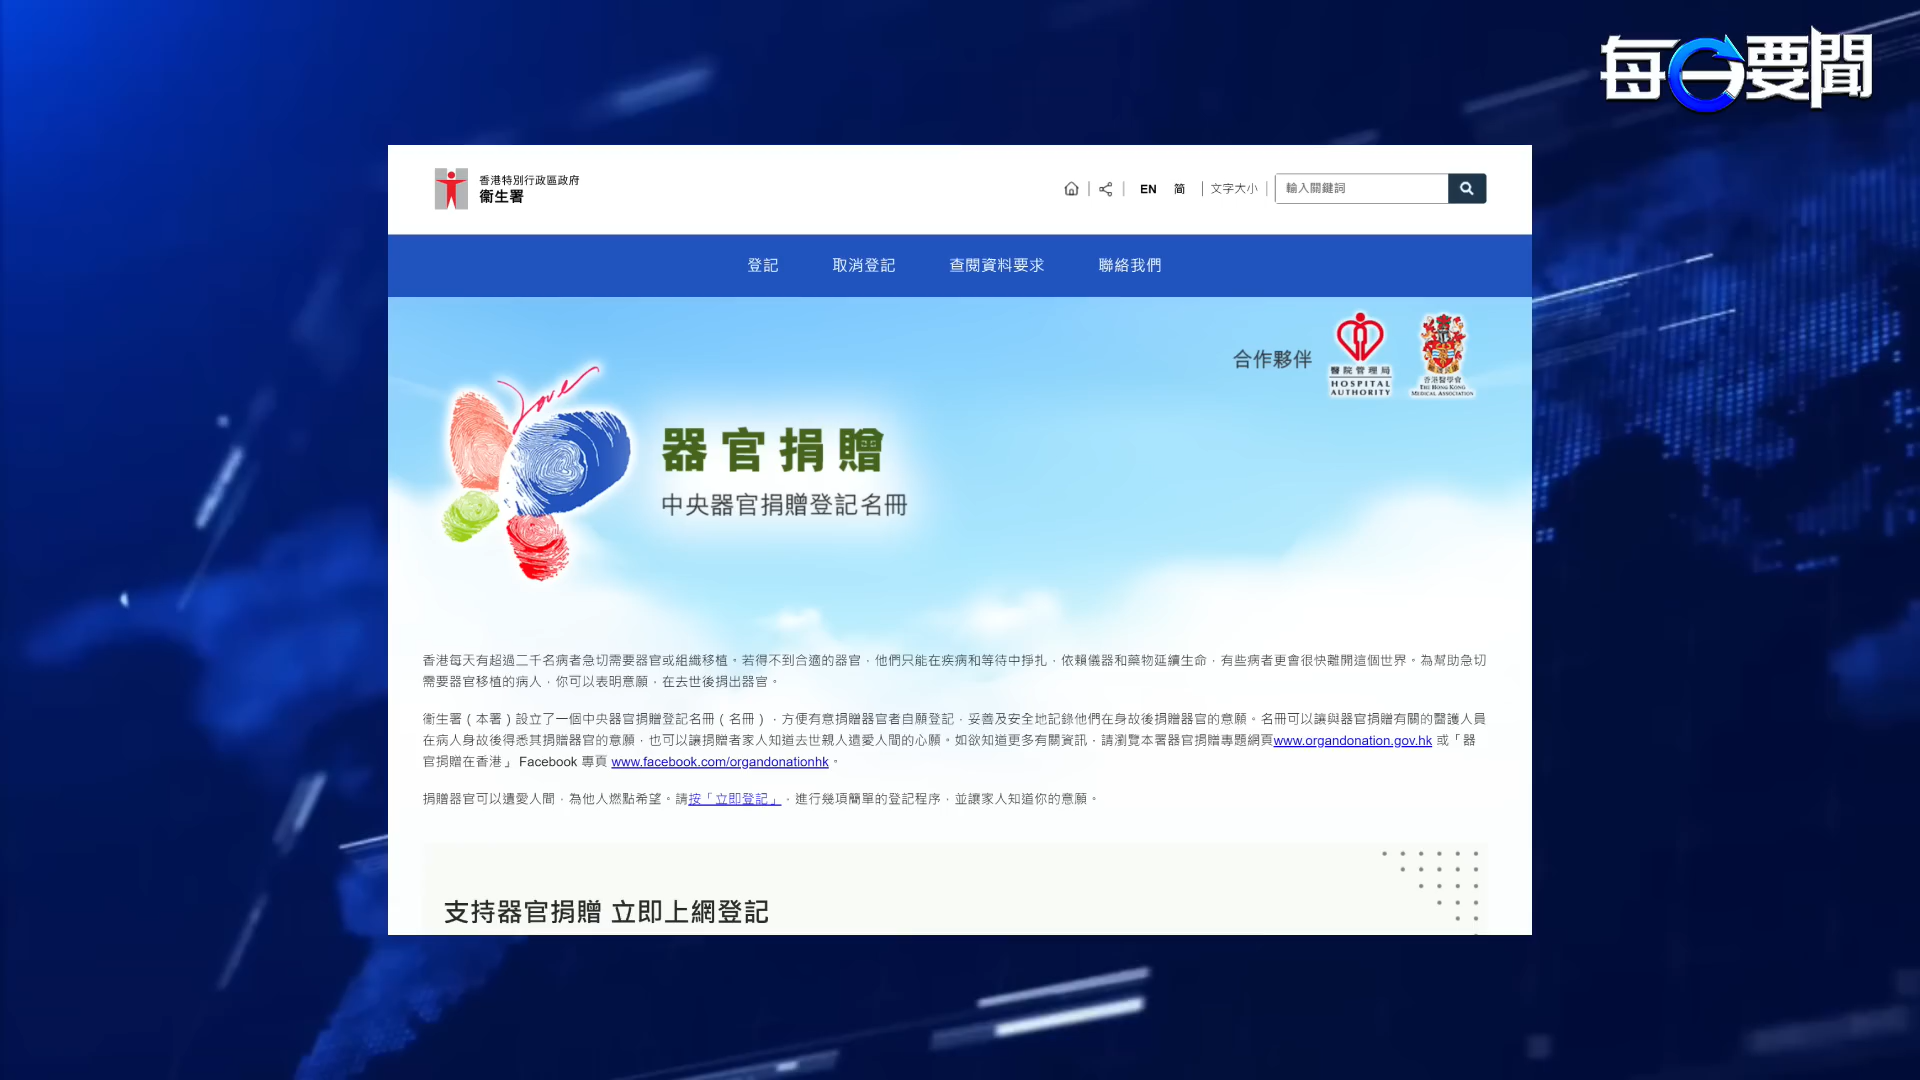 每日要聞
香港特別行政區政府
衞生署
EN 简 文字大小 輸入關鍵詞
登記 取消登記 查閱資料要求 聯絡我們
合作夥伴
醫院管理局
HOSPITAL
AUTHORITY
香港醫學會
THE HONG KONG
MEDICAL ASSOCIATION
Love
器官捐贈
中央器官捐贈登記名冊
香港每天有超過二千名病者急切需要器官或組織移植。若得不到合適的器官，他們只能在疾病和等待中掙扎，依賴儀器和藥物延續生命，有些病者更會很快離開這個世界。為幫助急切
需要器官移植的病人，你可以表明意願，在去世後捐出器官。
衞生署（本署）設立了一個中央器官捐贈登記名冊（名冊），方便有意捐贈器官者自願登記，妥善及安全地記錄他們在身故後捐贈器官的意願。名冊可以讓與器官捐贈有關的醫護人員
在病人身故後得悉其捐贈器官的意願，也可以讓捐贈者家人知道去世親人遺愛人間的心願。如欲知道更多有關資訊，請瀏覽本署器官捐贈專題網頁www.organdonation.gov.hk 或「器
官捐贈在香港」 Facebook 專頁 www.facebook.com/organdonationhk。
捐贈器官可以遺愛人間，為他人燃點希望。請按「立即登記」，進行幾項簡單的登記程序，並讓家人知道你的意願。
支持器官捐贈 立即上網登記